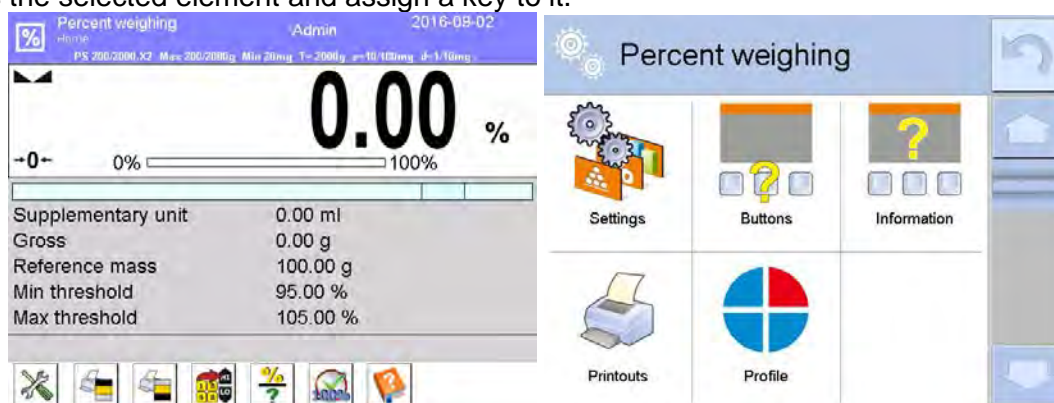 the selected element and assign a key to it.
Percent weighing
Home
Admin
2016-09-02
PS 200/2000.X2 Max 200/2000g Min 20mg T=-2000g e=10/100mg d=1/10mg
0.00 %
→0←
0% 100%
Supplementary unit 0.00 ml
Gross 0.00 g
Reference mass 100.00 g
Min threshold 95.00 %
Max threshold 105.00 %
Percent weighing
Settings
Buttons
Information
Printouts
Profile